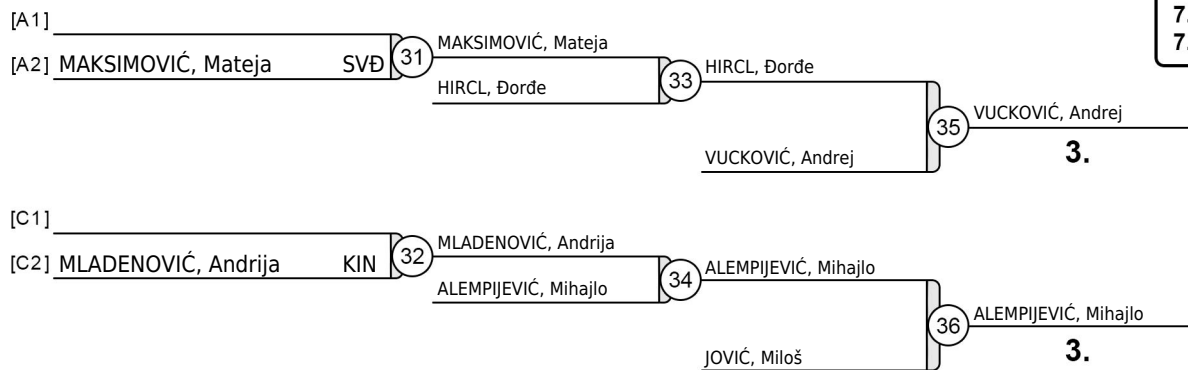 [A1]
[A2] MAKSIMOVIĆ, Mateja SVĐ
31
MAKSIMOVIĆ, Mateja
HIRCL, Đorđe
33
HIRCL, Đorđe
VUCKOVIĆ, Andrej
35
VUCKOVIĆ, Andrej
3.
7.
7.
[C1]
[C2] MLADENOVIĆ, Andrija KIN
32
MLADENOVIĆ, Andrija
ALEMPIJEVIĆ, Mihajlo
34
ALEMPIJEVIĆ, Mihajlo
JOVIĆ, Miloš
36
ALEMPIJEVIĆ, Mihajlo
3.